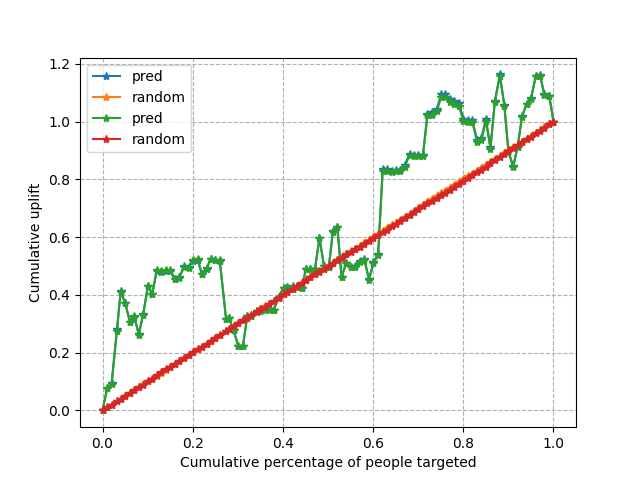 pred
random
pred
random
1.2
1.0
0.8
0.6
0.4
0.2
0.0
Cumulative uplift
0.0 0.2 0.4 0.6 0.8 1.0
Cumulative percentage of people targeted